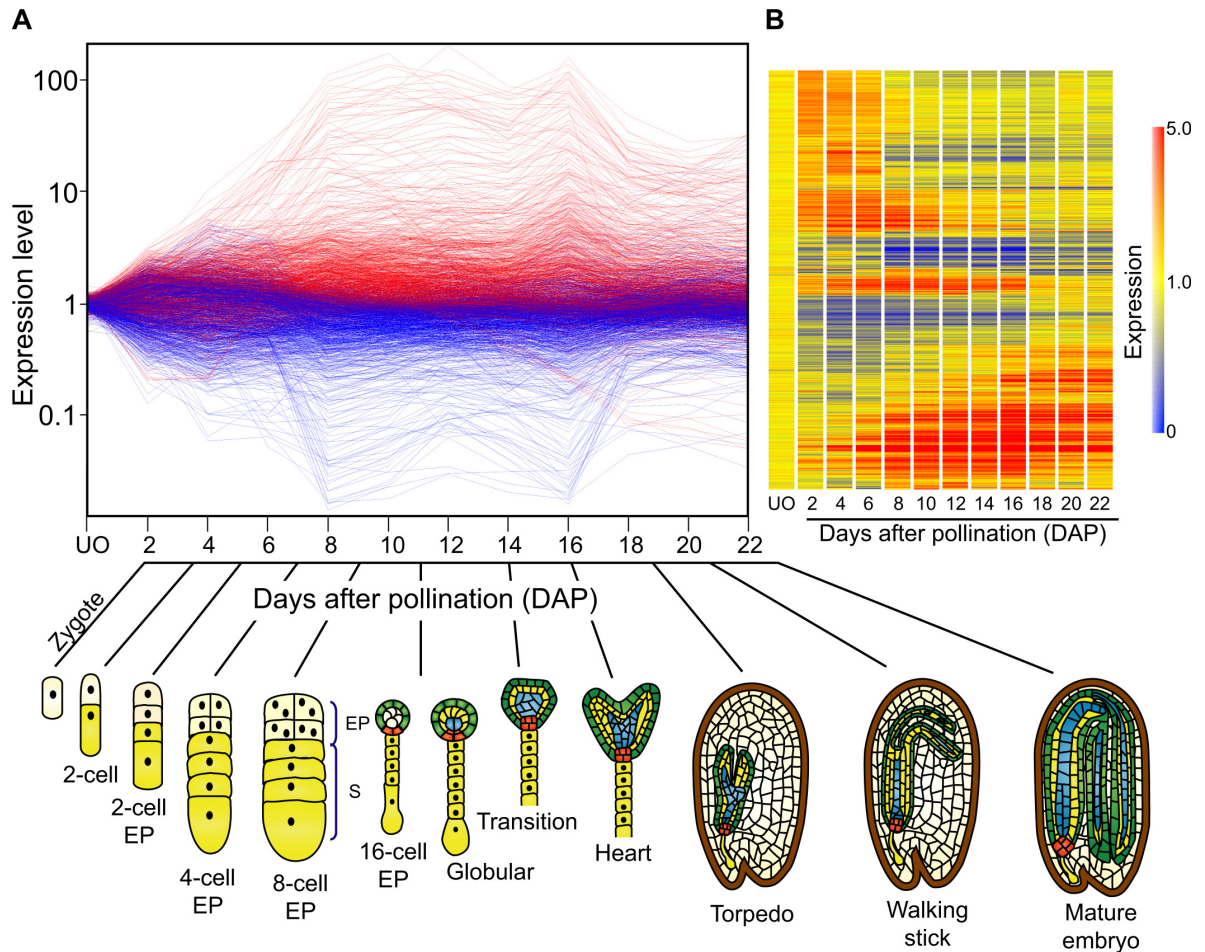 A
B
Expression level
100
10
1
0.1
UO 2 4 6 8 10 12 14 16 18 20 22
Days after pollination (DAP)
5.0
1.0
0
Expression
UO 2 4 6 8 10 12 14 16 18 20 22
Days after pollination (DAP)
Zygote
2-cell
2-cell
EP
4-cell
EP
8-cell
EP
EP
S
16-cell
EP
Globular
Transition
Heart
Torpedo
Walking
stick
Mature
embryo